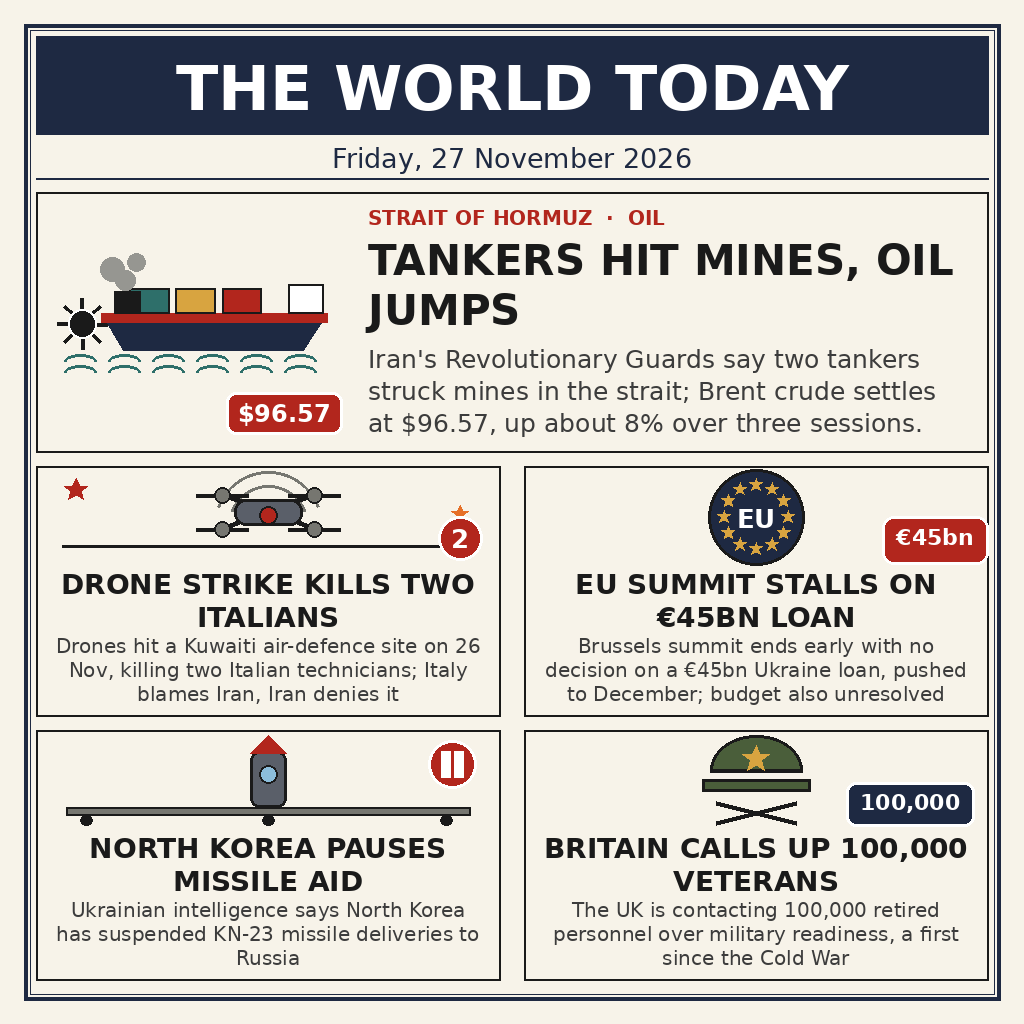 THE WORLD TODAY
Friday, 27 November 2026
STRAIT OF HORMUZ · OIL
TANKERS HIT MINES, OIL
JUMPS
Iran's Revolutionary Guards say two tankers
struck mines in the strait; Brent crude settles
at $96.57, up about 8% over three sessions.
$96.57
2
DRONE STRIKE KILLS TWO
ITALIANS
Drones hit a Kuwaiti air-defence site on 26
Nov, killing two Italian technicians; Italy
blames Iran, Iran denies it
EU
€45bn
EU SUMMIT STALLS ON
€45BN LOAN
Brussels summit ends early with no
decision on a €45bn Ukraine loan, pushed
to December; budget also unresolved
NORTH KOREA PAUSES
MISSILE AID
Ukrainian intelligence says North Korea
has suspended KN-23 missile deliveries to
Russia
100,000
BRITAIN CALLS UP 100,000
VETERANS
The UK is contacting 100,000 retired
personnel over military readiness, a first
since the Cold War